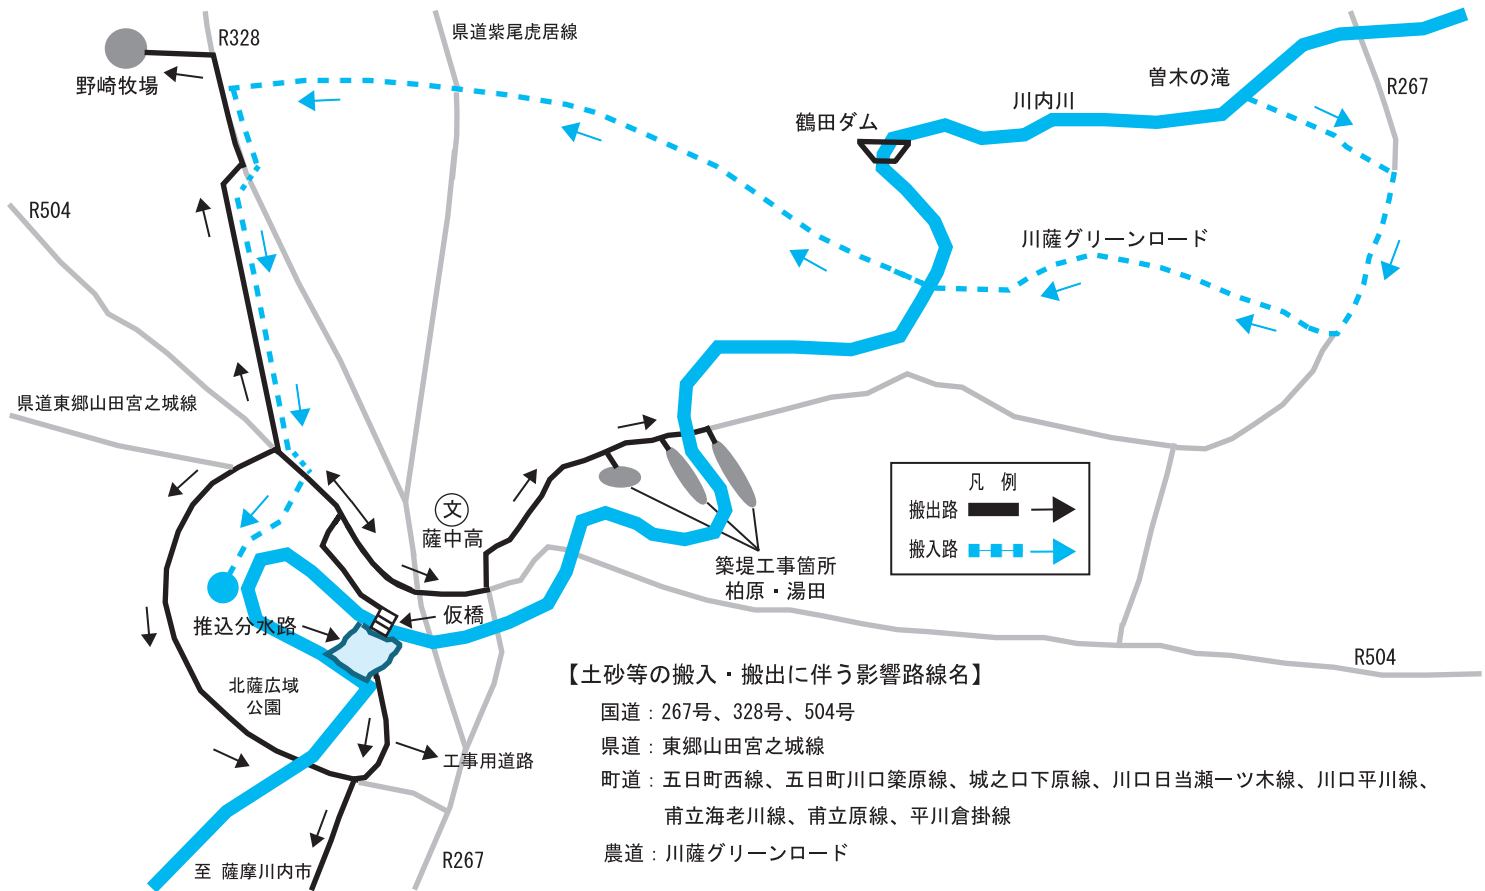 R328
県道紫尾虎居線
野崎牧場
曽木の滝
R267
川内川
鶴田ダム
R504
川薩グリーンロード
県道東郷山田宮之城線
凡 例
搬出路
搬入路
文
薩中高
築堤工事箇所
柏原・湯田
仮橋
推込分水路
R504
北薩広域
公園
工事用道路
R267
至 薩摩川内市
【土砂等の搬入・搬出に伴う影響路線名】
国道：267号、328号、504号
県道：東郷山田宮之城線
町道：五日町西線、五日町川口簗原線、城之口下原線、川口日当瀬一ツ木線、川口平川線、
甫立海老川線、甫立原線、平川倉掛線
農道：川薩グリーンロード